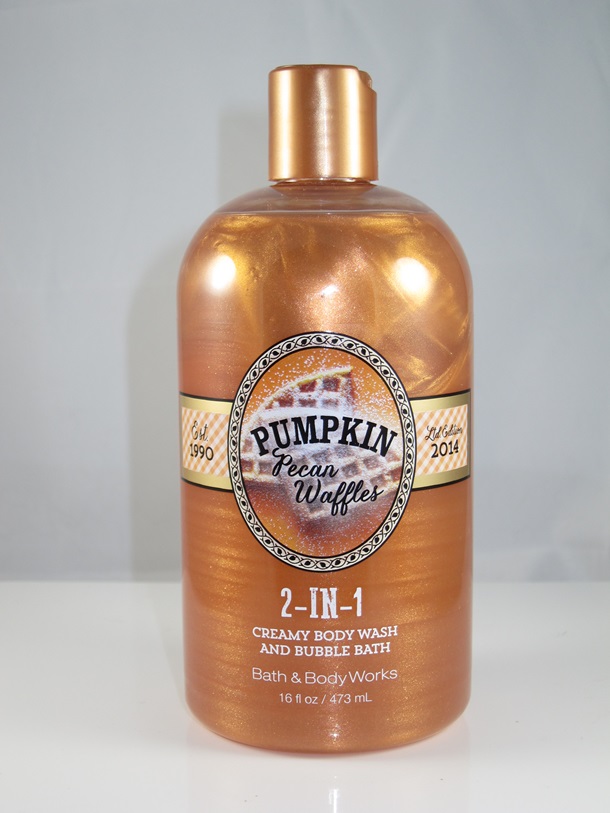 PUMPKIN
Pecan
Waffles
Est.
1990
Ltd Edition
2014
2-IN-1
CREAMY BODY WASH
AND BUBBLE BATH
Bath & Body Works
16 fl oz / 473 mL